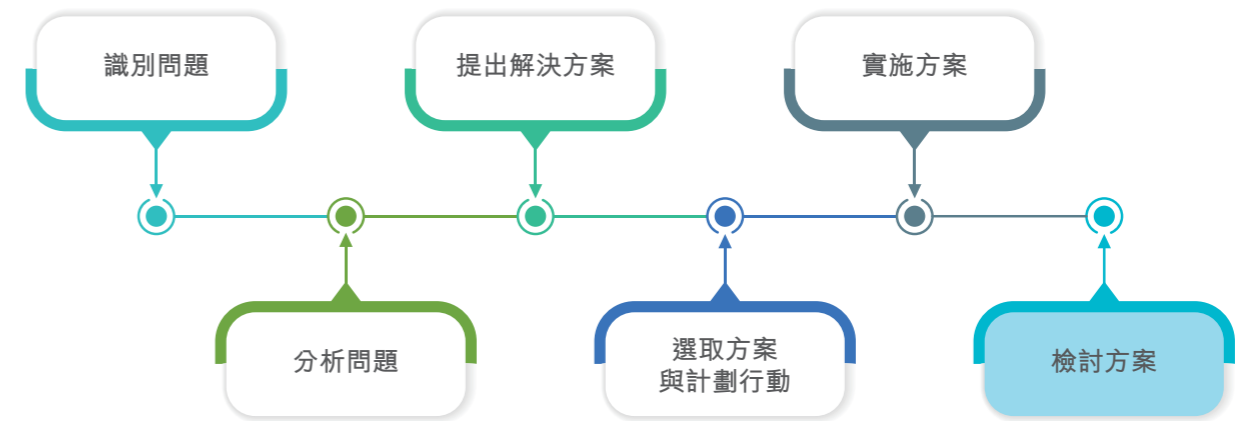 識別問題
分析問題
提出解決方案
選取方案
與計劃行動
實施方案
檢討方案